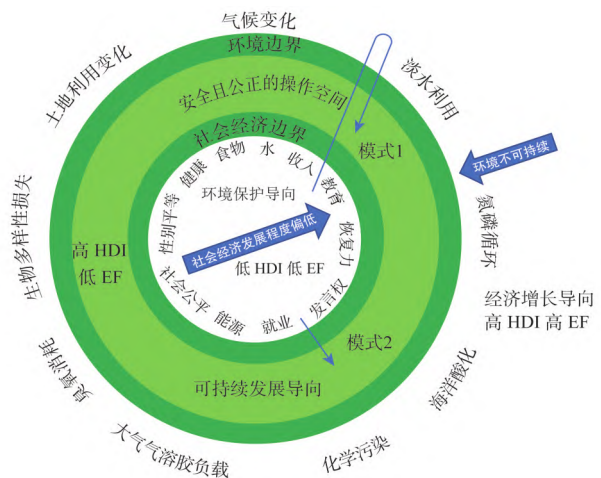 气候变化
环境边界
土地利用变化
淡水利用
安全且公正的操作空间
社会经济边界
模式1
健康
食物
水
收入
教育
环境保护导向
环境不可持续
性别平等
恢复力
氮磷循环
生物多样性损失
高 HDI
低 EF
社会经济发展程度偏低
低 HDI 低 EF
社会公平
能源
就业
发言权
经济增长导向
高 HDI 高 EF
模式2
臭氧消耗
海洋酸化
可持续发展导向
大气气溶胶负载
化学污染